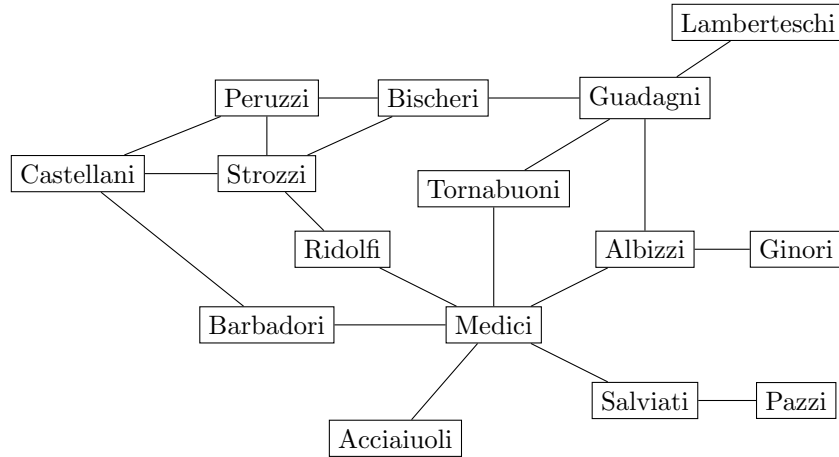 Lamberteschi
Peruzzi
Bischeri
Guadagni
Castellani
Strozzi
Tornabuoni
Ridolfi
Albizzi
Ginori
Barbadori
Medici
Salviati
Pazzi
Acciaiuoli